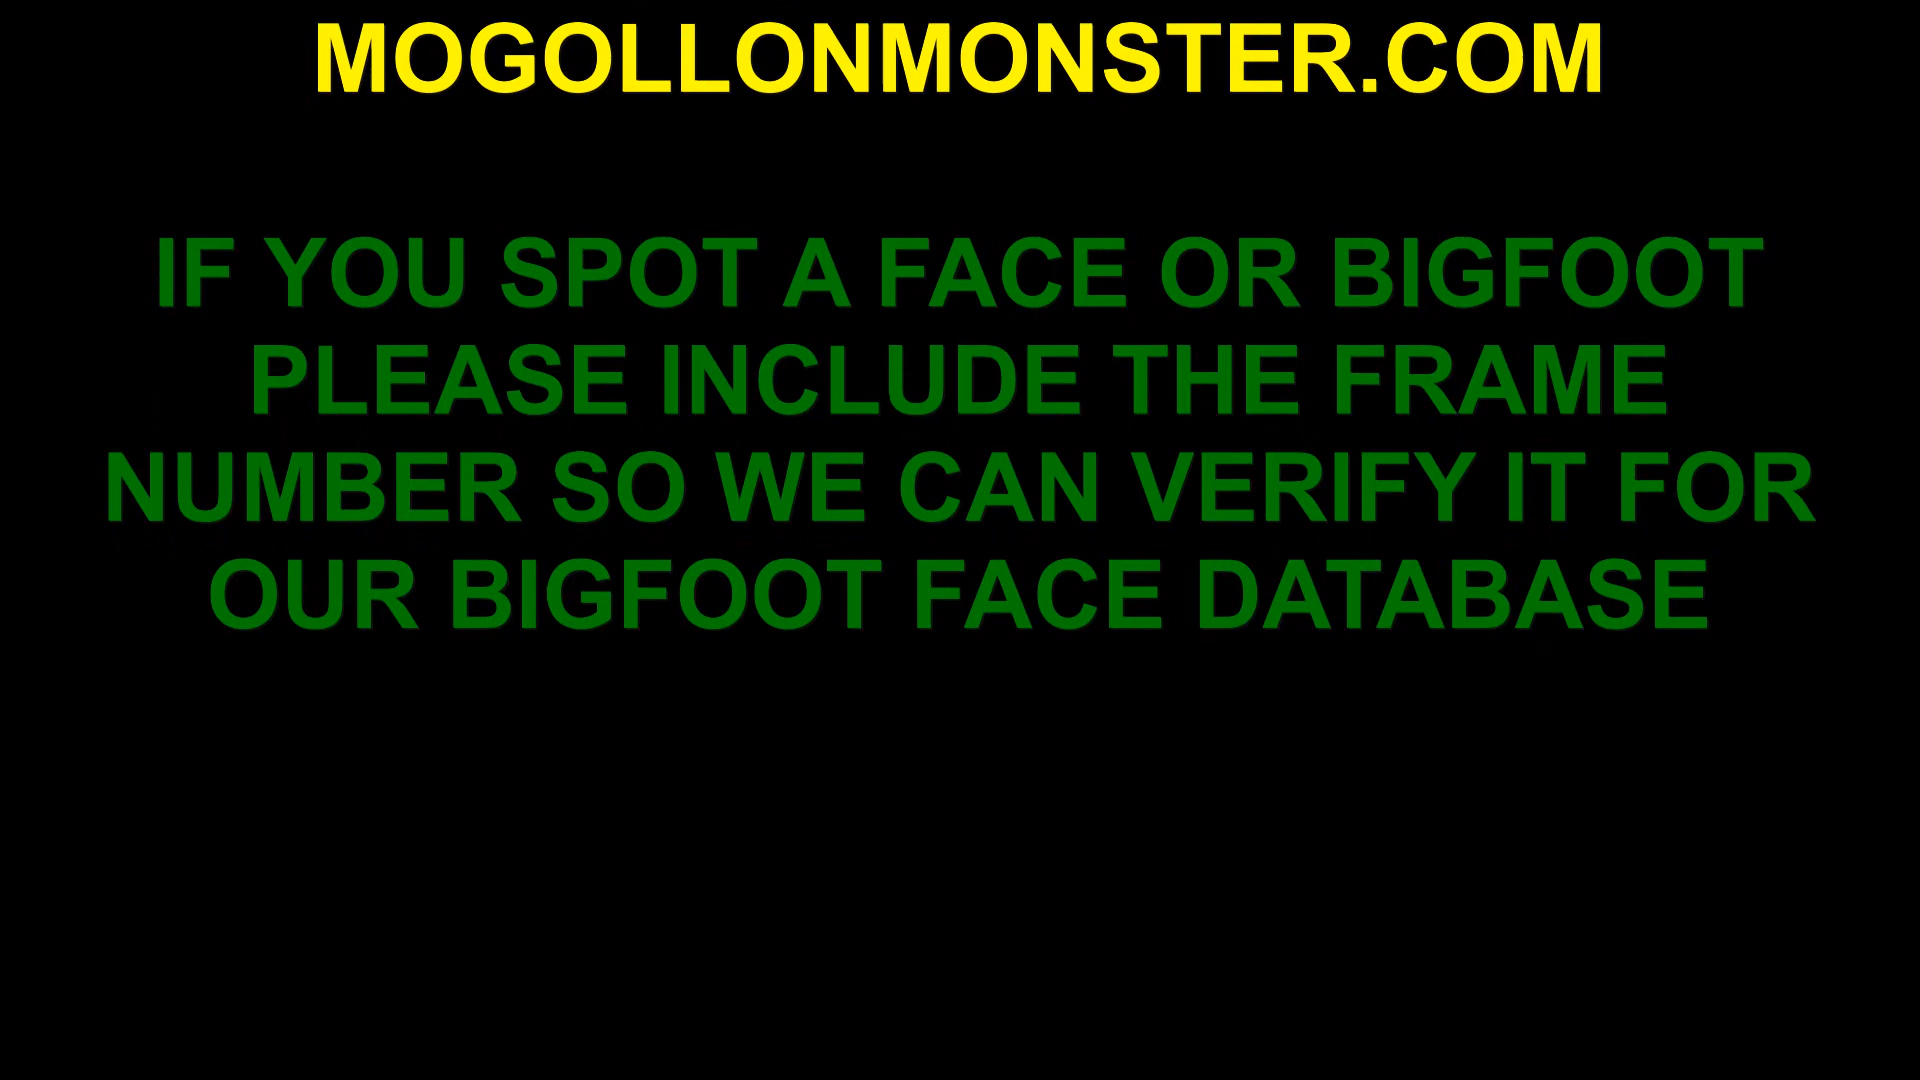 MOGOLLONMONSTER.COM
IF YOU SPOT A FACE OR BIGFOOT
PLEASE INCLUDE THE FRAME
NUMBER SO WE CAN VERIFY IT FOR
OUR BIGFOOT FACE DATABASE